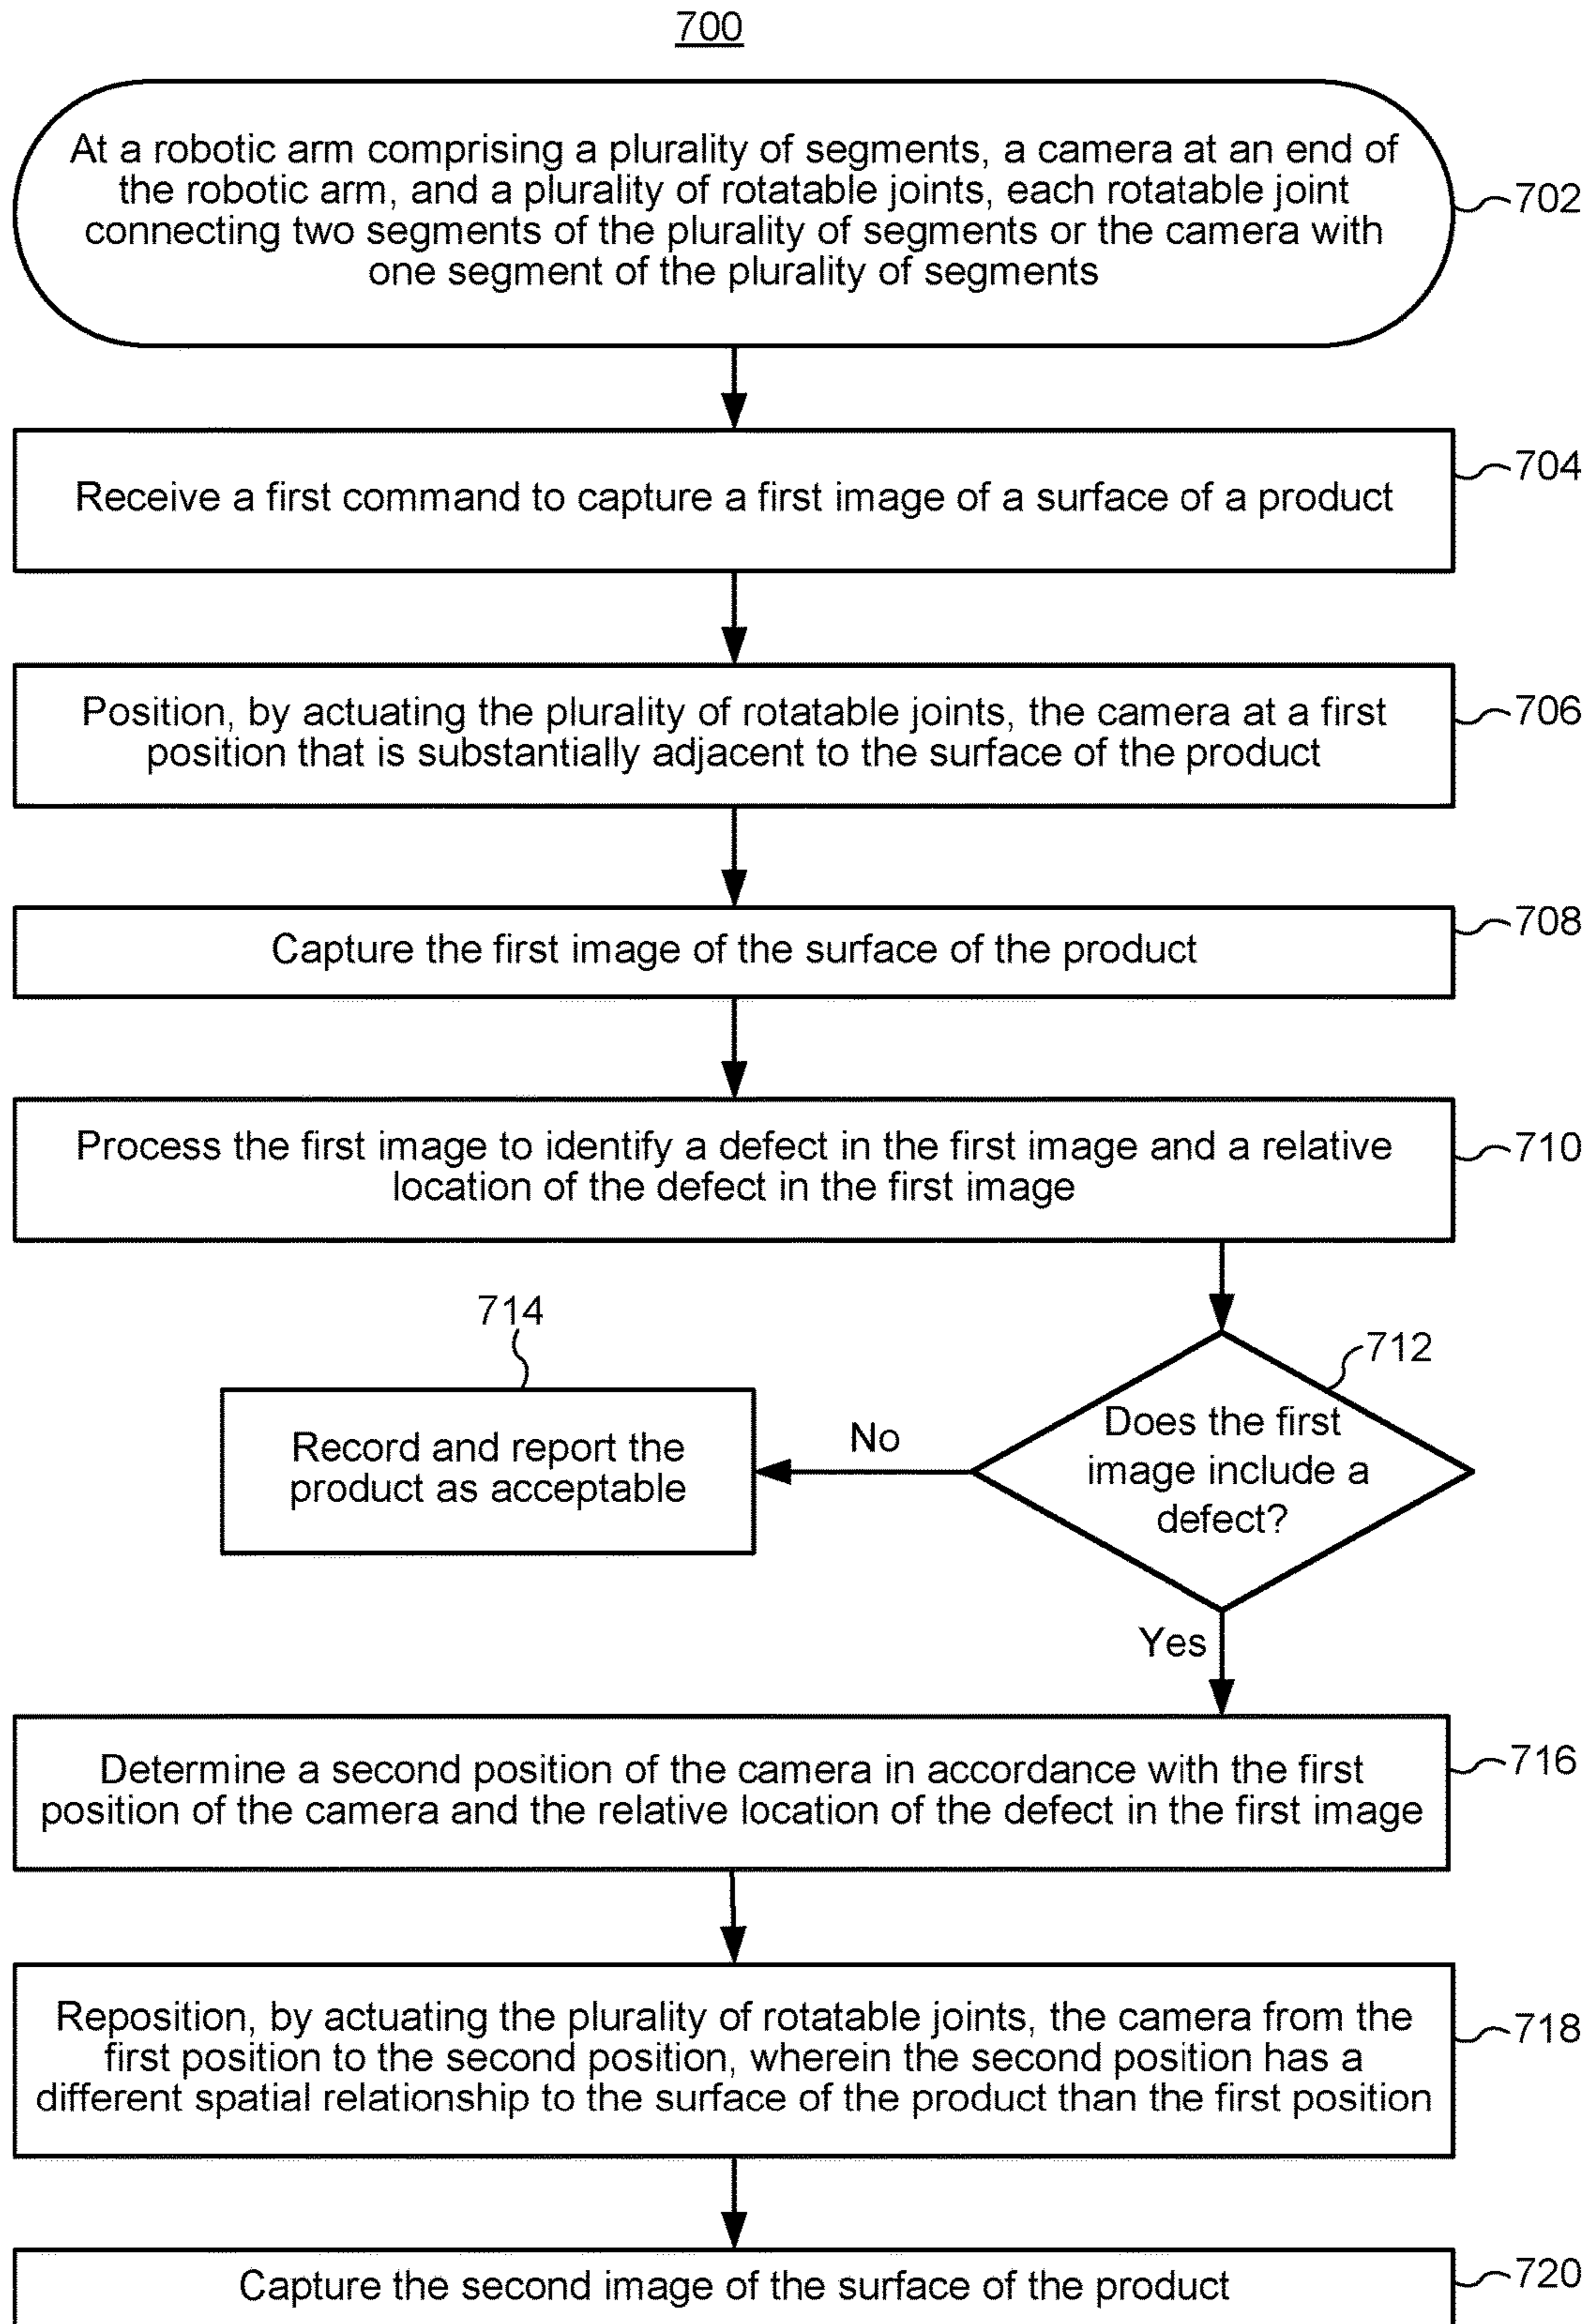 700
At a robotic arm comprising a plurality of segments, a camera at an end of
the robotic arm, and a plurality of rotatable joints, each rotatable joint
connecting two segments of the plurality of segments or the camera with
one segment of the plurality of segments
702
Receive a first command to capture a first image of a surface of a product
704
Position, by actuating the plurality of rotatable joints, the camera at a first
position that is substantially adjacent to the surface of the product
706
Capture the first image of the surface of the product
708
Process the first image to identify a defect in the first image and a relative
location of the defect in the first image
710
712
Does the first
image include a
defect?
No
714
Record and report the
product as acceptable
Yes
Determine a second position of the camera in accordance with the first
position of the camera and the relative location of the defect in the first image
716
Reposition, by actuating the plurality of rotatable joints, the camera from the
first position to the second position, wherein the second position has a
different spatial relationship to the surface of the product than the first position
718
Capture the second image of the surface of the product
720